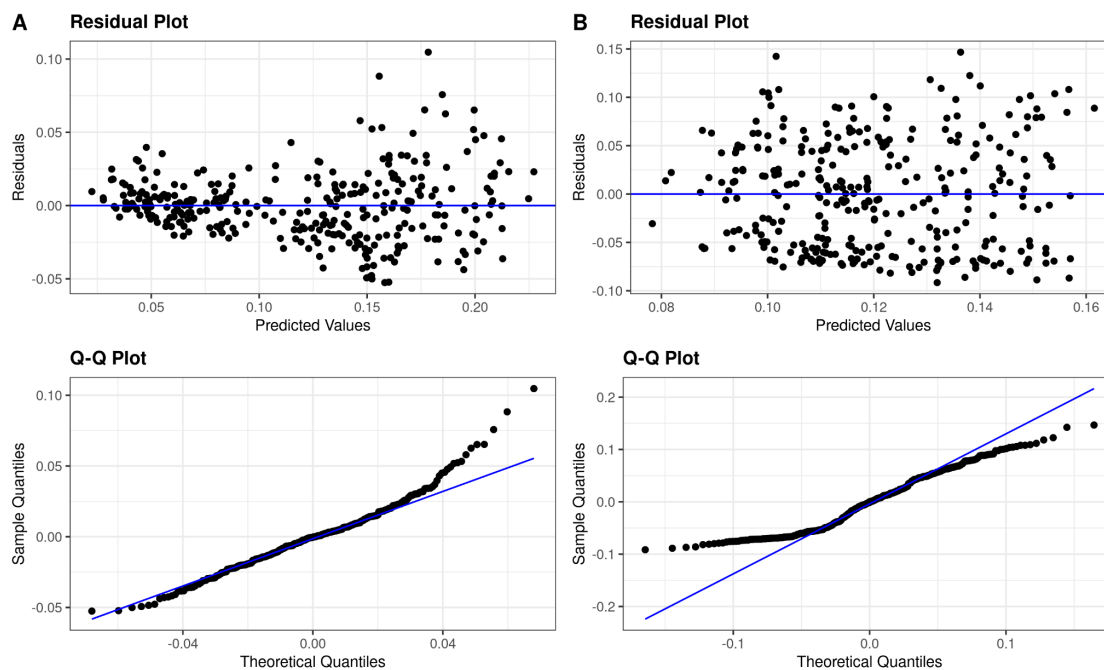 A
Residual Plot
0.10
0.05
0.00
-0.05
Residuals
0.05
0.10
0.15
0.20
Predicted Values
B
Residual Plot
0.15
0.10
0.05
0.00
-0.05
-0.10
Residuals
0.08
0.10
0.12
0.14
0.16
Predicted Values
Q-Q Plot
0.10
0.05
0.00
-0.05
Sample Quantiles
-0.04
0.00
0.04
Theoretical Quantiles
Q-Q Plot
0.2
0.1
0.0
-0.1
-0.2
Sample Quantiles
-0.1
0.0
0.1
Theoretical Quantiles